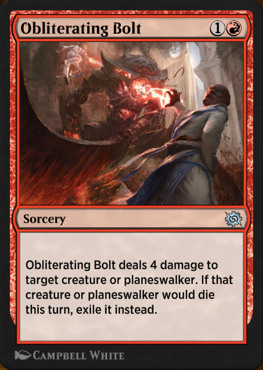 Obliterating Bolt 1
Sorcery
Obliterating Bolt deals 4 damage to
target creature or planeswalker. If that
creature or planeswalker would die
this turn, exile it instead.
CAMPBELL WHITE